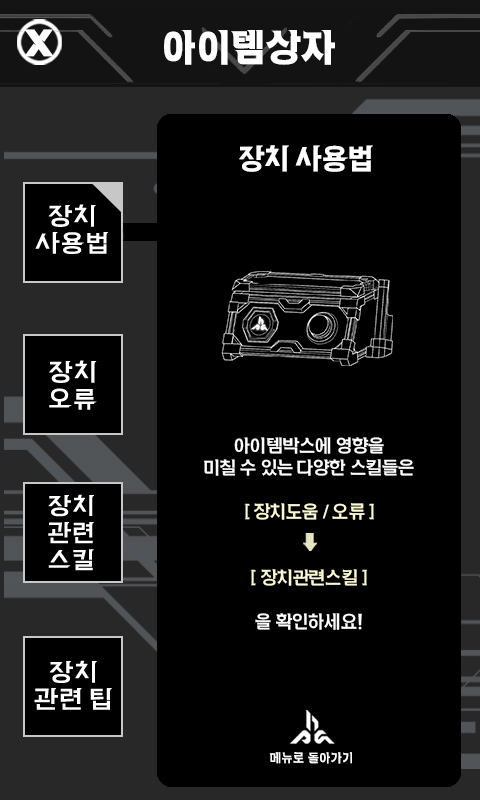 X
아이템상자
장치 사용법
장치
사용법
장치
오류
장치
관련
스킬
장치
관련 팁
아이템박스에 영향을
미칠 수 있는 다양한 스킬들은
[ 장치도움 / 오류 ]
[ 장치관련스킬 ]
을 확인하세요!
메뉴로 돌아가기